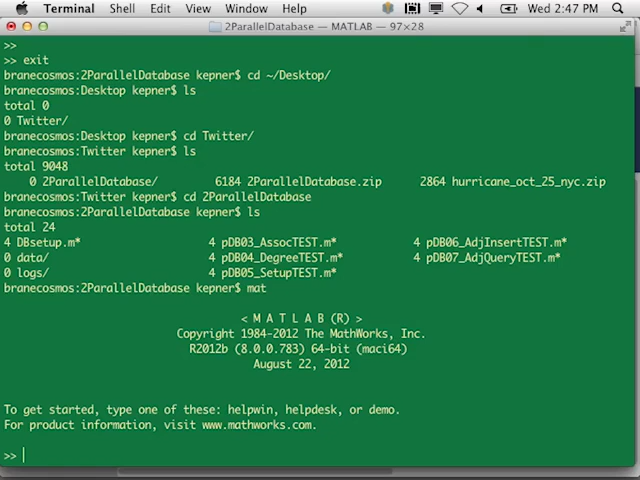 Terminal Shell Edit View Window Help Wed 2:47 PM
2ParallelDatabase — MATLAB — 97×28
>>
>> exit
branecosmos:2ParallelDatabase kepner$ cd ~/Desktop/
branecosmos:Desktop kepner$ ls
total 0
0 Twitter/
branecosmos:Desktop kepner$ cd Twitter/
branecosmos:Twitter kepner$ ls
total 9048
0 2ParallelDatabase/ 6184 2ParallelDatabase.zip 2864 hurricane_oct_25_nyc.zip
branecosmos:Twitter kepner$ cd 2ParallelDatabase
branecosmos:2ParallelDatabase kepner$ ls
total 24
4 DBsetup.m* 4 pDB03_AssocTEST.m* 4 pDB06_AdjInsertTEST.m*
0 data/ 4 pDB04_DegreeTEST.m* 4 pDB07_AdjQueryTEST.m*
0 logs/ 4 pDB05_SetupTEST.m*
branecosmos:2ParallelDatabase kepner$ mat
< M A T L A B (R) >
Copyright 1984-2012 The MathWorks, Inc.
R2012b (8.0.0.783) 64-bit (maci64)
August 22, 2012
To get started, type one of these: helpwin, helpdesk, or demo.
For product information, visit www.mathworks.com.
>>